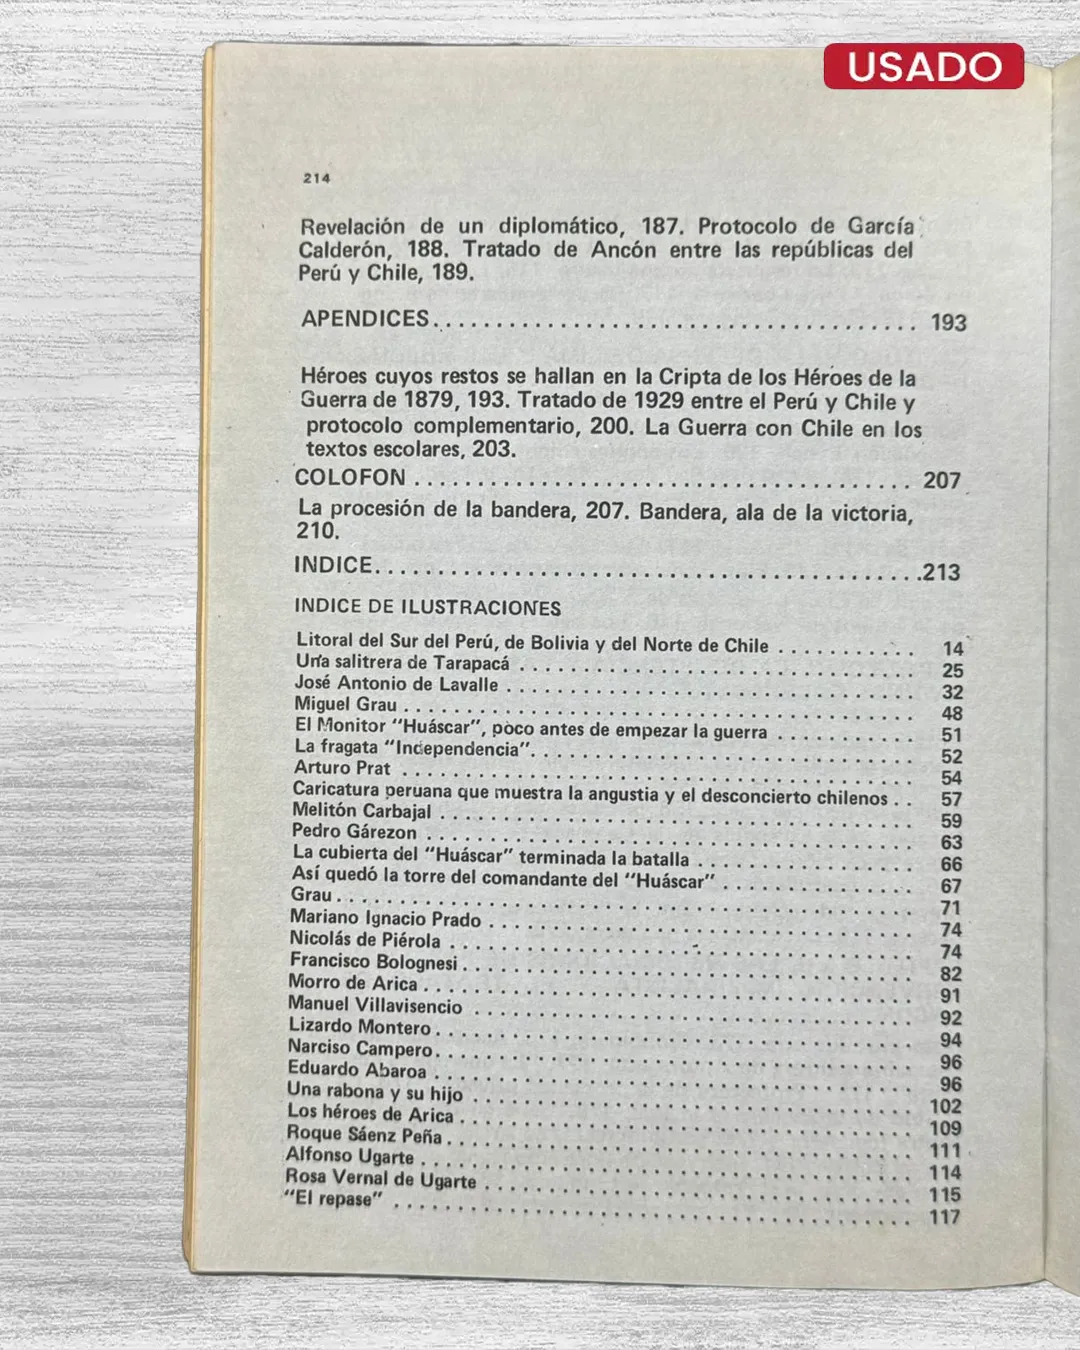 USADO
214
Revelación de un diplomático, 187. Protocolo de García
Calderón, 188. Tratado de Ancón entre las repúblicas del
Perú y Chile, 189.
APENDICES. . . . . . . . . . . . . . . . . . . . . . . . . . . . . . . . . . . . . . 193
Héroes cuyos restos se hallan en la Cripta de los Héroes de la
Guerra de 1879, 193. Tratado de 1929 entre el Perú y Chile y
protocolo complementario, 200. La Guerra con Chile en los
textos escolares, 203.
COLOFON . . . . . . . . . . . . . . . . . . . . . . . . . . . . . . . . . . . . . . . 207
La procesión de la bandera, 207. Bandera, ala de la victoria,
210.
INDICE. . . . . . . . . . . . . . . . . . . . . . . . . . . . . . . . . . . . . . . . . .213
INDICE DE ILUSTRACIONES
Litoral del Sur del Perú, de Bolivia y del Norte de Chile . . . . . . . . . . . 14
Una salitrera de Tarapacá . . . . . . . . . . . . . . . . . . . . . . . . . . . . . . 25
José Antonio de Lavalle . . . . . . . . . . . . . . . . . . . . . . . . . . . . . . . 32
Miguel Grau . . . . . . . . . . . . . . . . . . . . . . . . . . . . . . . . . . . . . . . 48
El Monitor "Huáscar", poco antes de empezar la guerra . . . . . . . . . . . 51
La fragata "Independencia". . . . . . . . . . . . . . . . . . . . . . . . . . . . . 52
Arturo Prat . . . . . . . . . . . . . . . . . . . . . . . . . . . . . . . . . . . . . . . 54
Caricatura peruana que muestra la angustia y el desconcierto chilenos . . 57
Melitón Carbajal . . . . . . . . . . . . . . . . . . . . . . . . . . . . . . . . . . . . 59
Pedro Gárezon . . . . . . . . . . . . . . . . . . . . . . . . . . . . . . . . . . . . . 63
La cubierta del "Huáscar" terminada la batalla . . . . . . . . . . . . . . . . . 66
Así quedó la torre del comandante del "Huáscar" . . . . . . . . . . . . . . . 67
Grau . . . . . . . . . . . . . . . . . . . . . . . . . . . . . . . . . . . . . . . . . . . 71
Mariano Ignacio Prado . . . . . . . . . . . . . . . . . . . . . . . . . . . . . . . . 74
Nicolás de Piérola . . . . . . . . . . . . . . . . . . . . . . . . . . . . . . . . . . . 74
Francisco Bolognesi . . . . . . . . . . . . . . . . . . . . . . . . . . . . . . . . . . 82
Morro de Arica . . . . . . . . . . . . . . . . . . . . . . . . . . . . . . . . . . . . . 91
Manuel Villavisencio . . . . . . . . . . . . . . . . . . . . . . . . . . . . . . . . . 92
Lizardo Montero . . . . . . . . . . . . . . . . . . . . . . . . . . . . . . . . . . . . 94
Narciso Campero. . . . . . . . . . . . . . . . . . . . . . . . . . . . . . . . . . . . 96
Eduardo Abaroa . . . . . . . . . . . . . . . . . . . . . . . . . . . . . . . . . . . . 96
Una rabona y su hijo . . . . . . . . . . . . . . . . . . . . . . . . . . . . . . . . . 102
Los héroes de Arica . . . . . . . . . . . . . . . . . . . . . . . . . . . . . . . . . . 109
Roque Sáenz Peña . . . . . . . . . . . . . . . . . . . . . . . . . . . . . . . . . . . 111
Alfonso Ugarte . . . . . . . . . . . . . . . . . . . . . . . . . . . . . . . . . . . . . 114
Rosa Vernal de Ugarte . . . . . . . . . . . . . . . . . . . . . . . . . . . . . . . . 115
"El repase" . . . . . . . . . . . . . . . . . . . . . . . . . . . . . . . . . . . . . . . 117